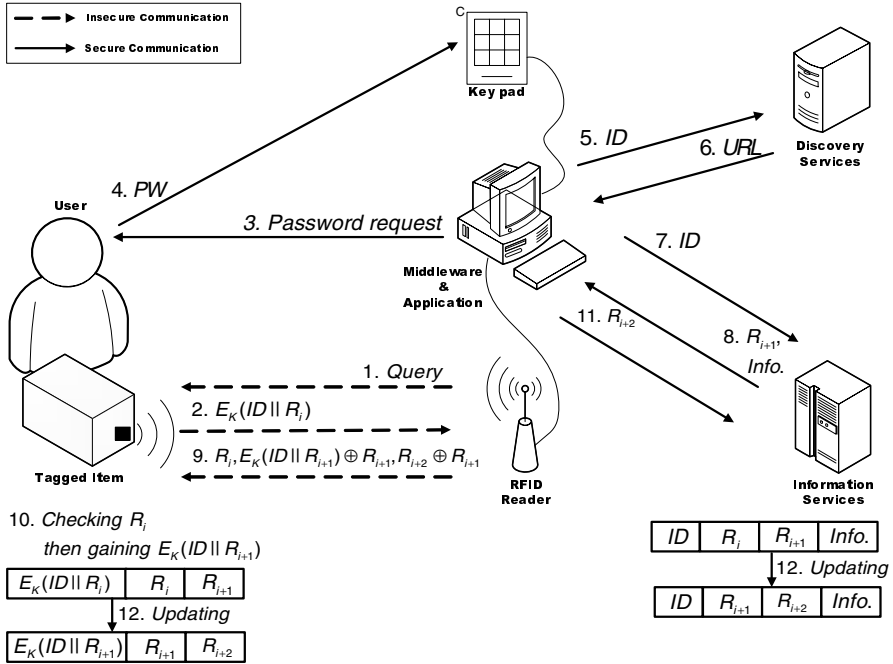 Insecure Communication
Secure Communication
C
Key pad
5. ID
6. URL
Discovery
Services
4. PW
User
3. Password request
7. ID
Middleware
&
Application
11. R_{i+2}
8. R_{i+1},
Info.
1. Query
2. E_K(ID || R_i)
9. R_i, E_K(ID || R_{i+1}) ⊕ R_{i+1}, R_{i+2} ⊕ R_{i+1}
Tagged Item
RFID
Reader
Information
Services
10. Checking R_i
then gaining E_K(ID || R_{i+1})
E_K(ID || R_i) R_i R_{i+1}
12. Updating
E_K(ID || R_{i+1}) R_{i+1} R_{i+2}
ID R_i R_{i+1} Info.
12. Updating
ID R_{i+1} R_{i+2} Info.